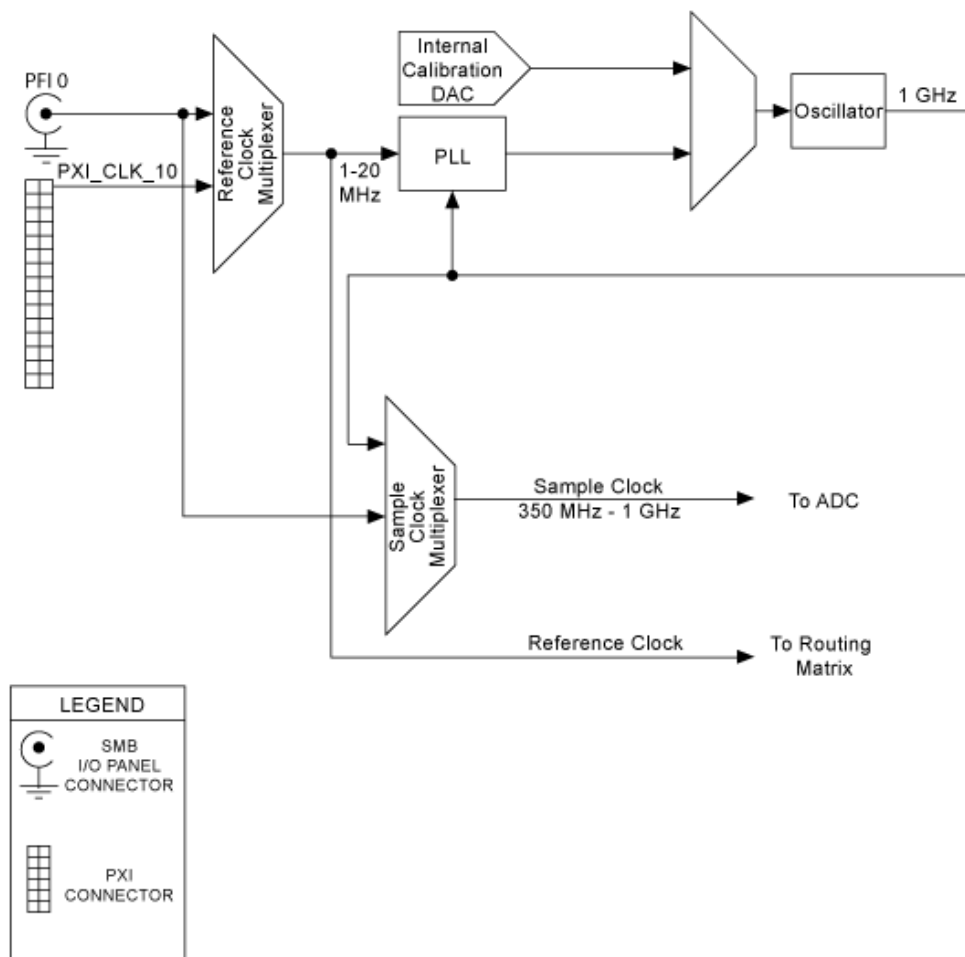 PFI 0
PXI_CLK_10
Reference
Clock
Multiplexer
1-20
MHz
Internal
Calibration
DAC
PLL
Oscillator
1 GHz
Sample
Clock
Multiplexer
Sample Clock
350 MHz - 1 GHz
To ADC
Reference Clock
To Routing
Matrix
LEGEND
SMB
I/O PANEL
CONNECTOR
PXI
CONNECTOR